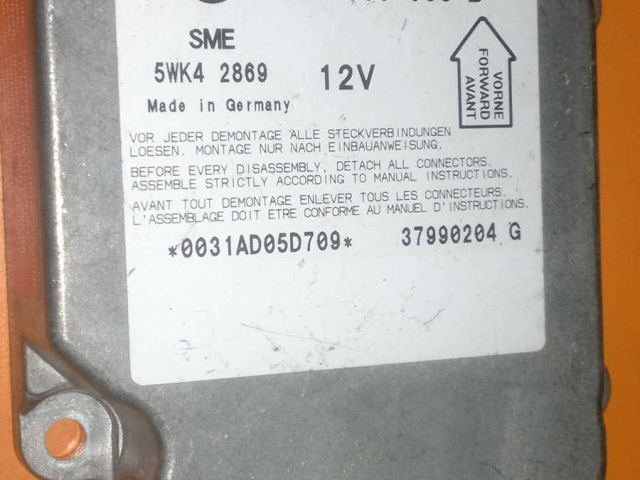 SME
5WK4 2869 12V
Made in Germany
VORNE
FORWARD
AVANT
VOR JEDER DEMONTAGE ALLE STECKVERBINDUNGEN
LOESEN. MONTAGE NUR NACH EINBAUANWEISUNG.
BEFORE EVERY DISASSEMBLY, DETACH ALL CONNECTORS.
ASSEMBLE STRICTLY ACCORDING TO MANUAL INSTRUCTIONS.
AVANT TOUT DEMONTAGE ENLEVER TOUS LES CONNECTEURS.
L'ASSEMBLAGE DOIT ETRE CONFORME AU MANUEL D'INSTRUCTIONS.
*0031AD05D709* 37990204 G